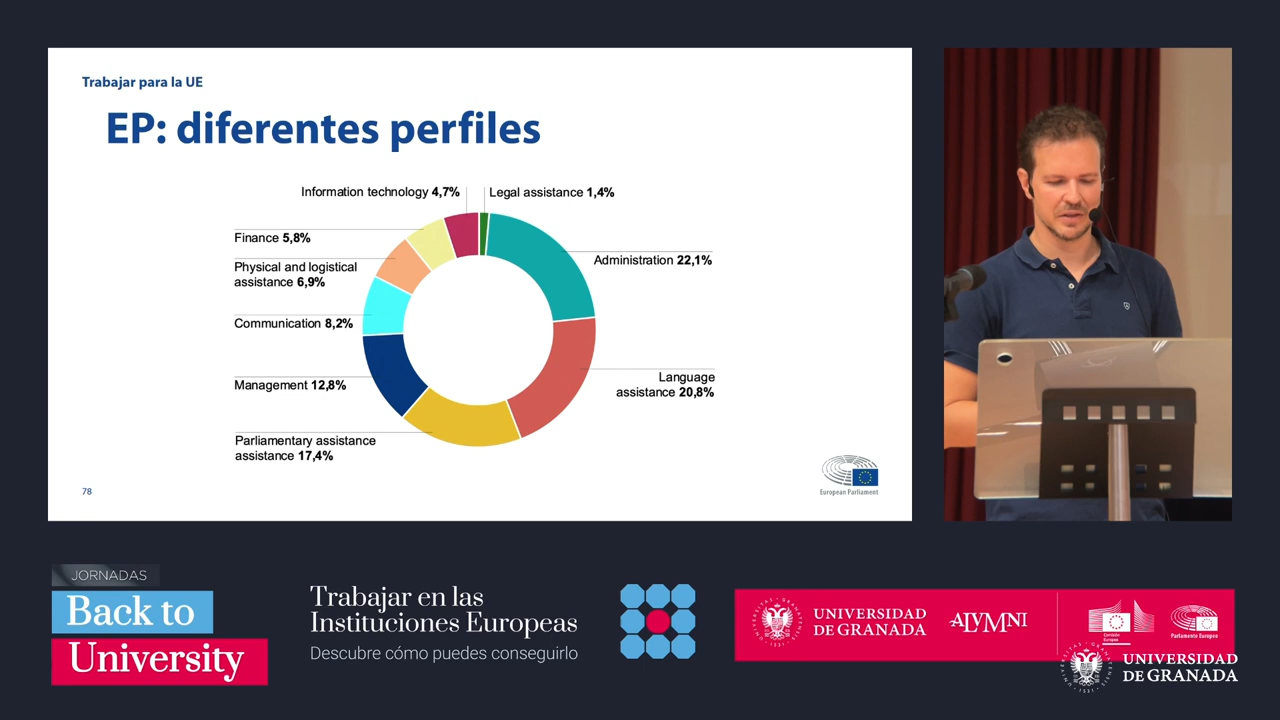 Trabajar para la UE
EP: diferentes perfiles
Information technology 4,7%
Legal assistance 1,4%
Finance 5,8%
Administration 22,1%
Physical and logistical
assistance 6,9%
Communication 8,2%
Language
assistance 20,8%
Management 12,8%
Parliamentary assistance
assistance 17,4%
78
European Parliament
JORNADAS
Back to
University
Trabajar en las
Instituciones Europeas
Descubre cómo puedes conseguirlo
UNIVERSIDAD
DE GRANADA
ALVMNI
Comisión
Europea
Parlamento Europeo
UNIVERSIDAD
DE GRANADA